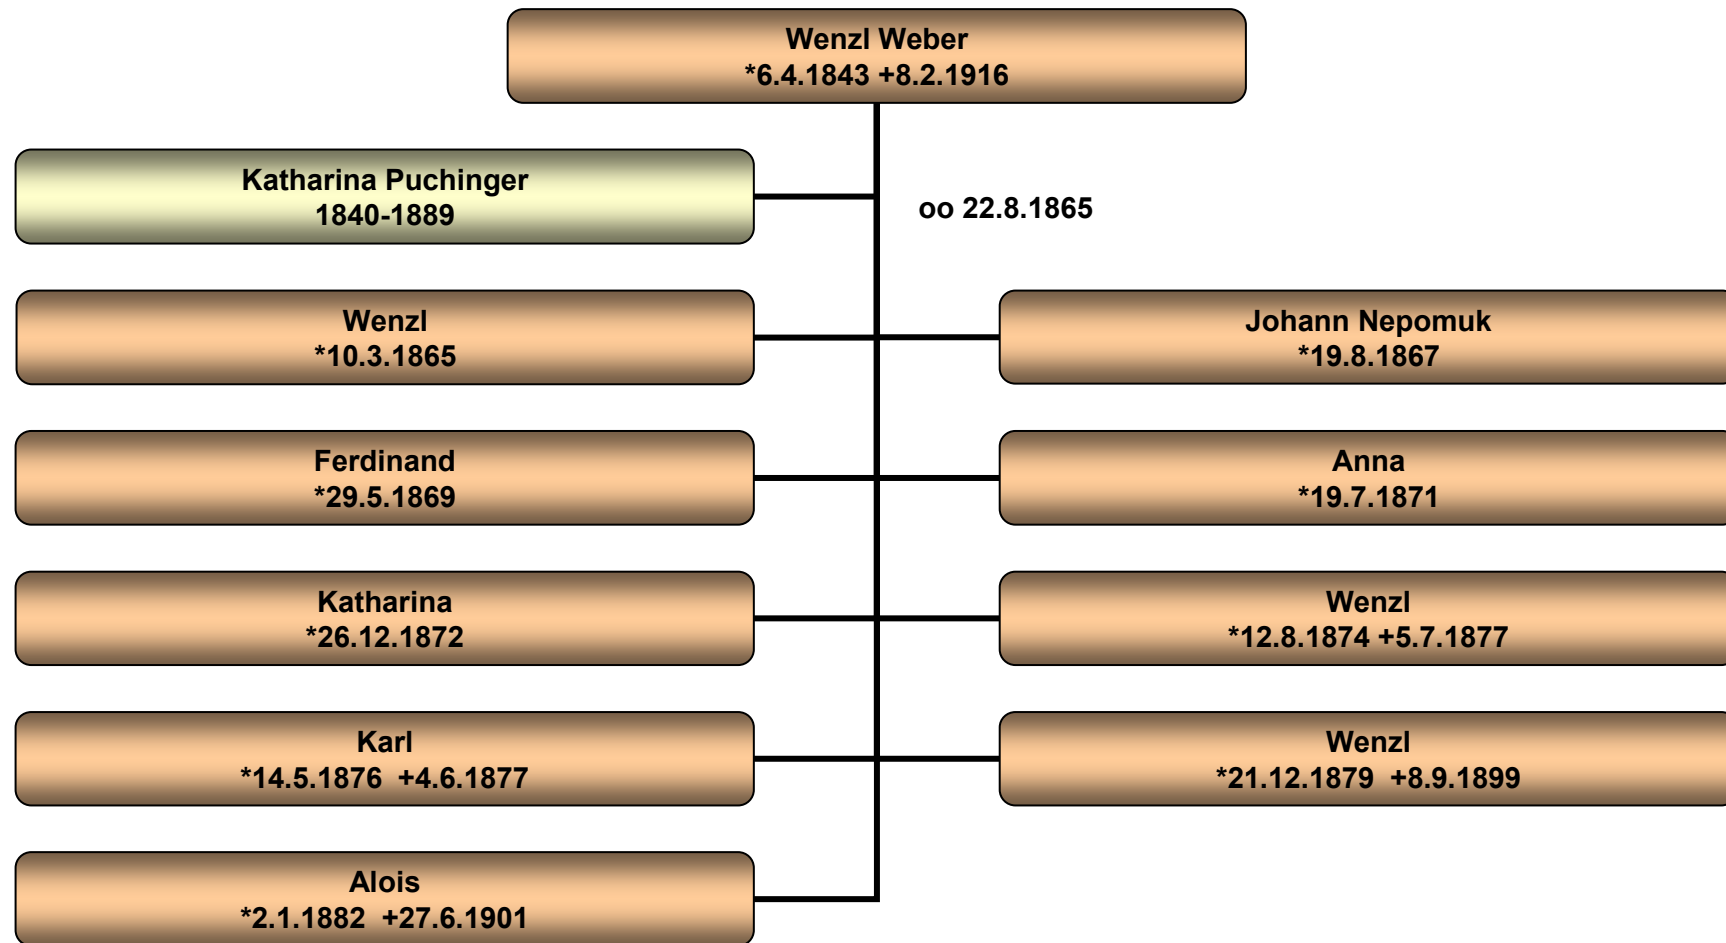 Wenzl Weber
*6.4.1843 +8.2.1916
Katharina Puchinger
1840-1889
oo 22.8.1865
Wenzl
*10.3.1865
Johann Nepomuk
*19.8.1867
Ferdinand
*29.5.1869
Anna
*19.7.1871
Katharina
*26.12.1872
Wenzl
*12.8.1874 +5.7.1877
Karl
*14.5.1876  +4.6.1877
Wenzl
*21.12.1879  +8.9.1899
Alois
*2.1.1882  +27.6.1901